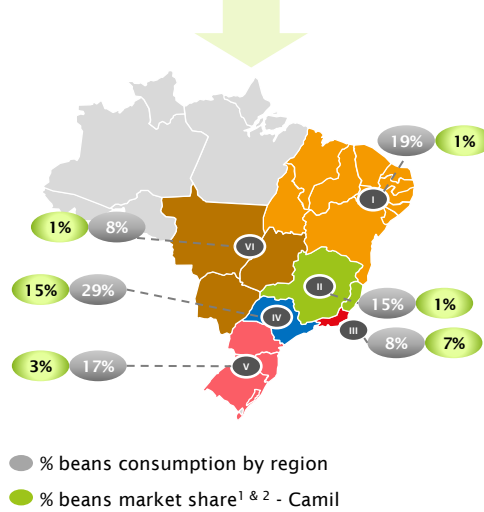 19% 1%
I
1% 8%
VI
II
15% 29%
IV
15% 1%
III
8% 7%
3% 17%
V
% beans consumption by region
% beans market share1 & 2 - Camil